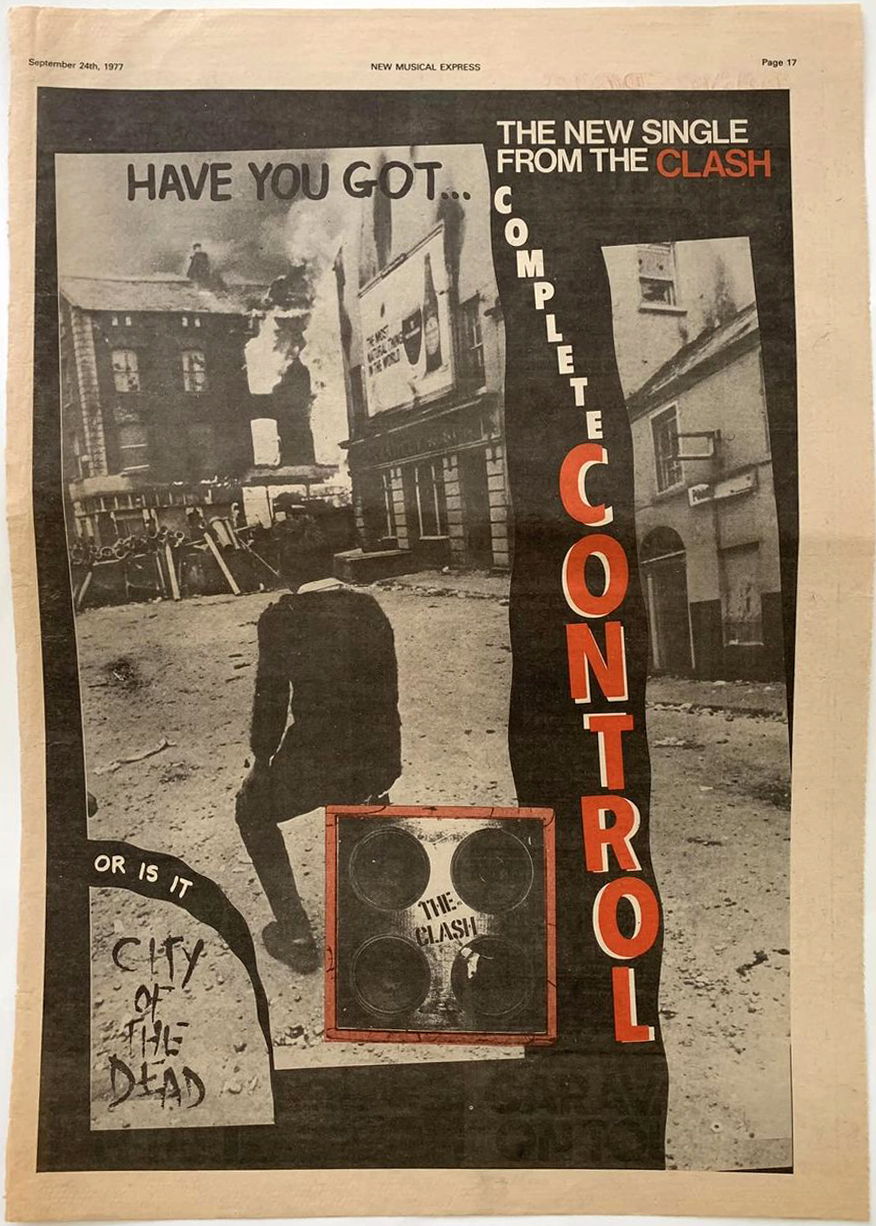 September 24th, 1977
NEW MUSICAL EXPRESS
Page 17
THE NEW SINGLE
FROM THE CLASH
HAVE YOU GOT...
COMPLETE
CONTROL
THE MOST
NATURAL THING
IN THE WORLD
THE
CLASH
OR IS IT
CITY
OF
THE
DEAD